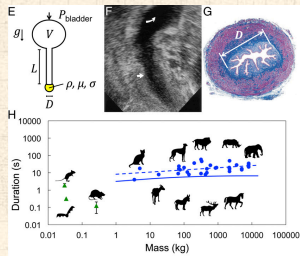 E
P bladder
g
V
L
ρ, μ, σ
D
F
G
D
H
Duration (s)
10000
1000
100
10
1
0.1
0.01
0.01
0.1
1
10
100
1000
10000
100000
Mass (kg)